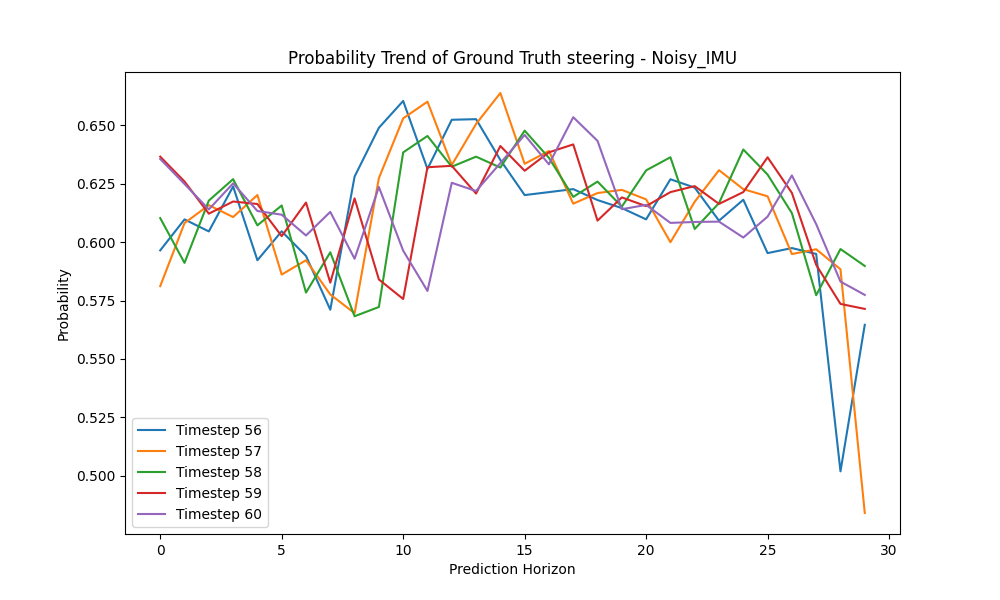 Probability Trend of Ground Truth steering - Noisy_IMU
0.650
0.625
0.600
0.575
0.550
0.525
0.500
Probability
Timestep 56
Timestep 57
Timestep 58
Timestep 59
Timestep 60
0 5 10 15 20 25 30
Prediction Horizon